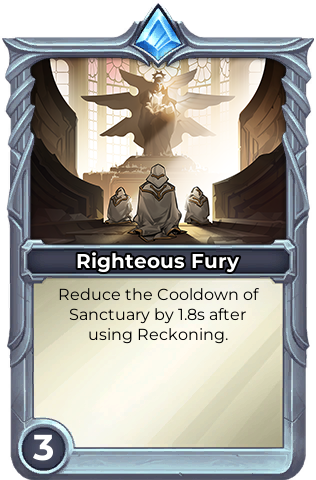 Righteous Fury
Reduce the Cooldown of
Sanctuary by 1.8s after
using Reckoning.
3